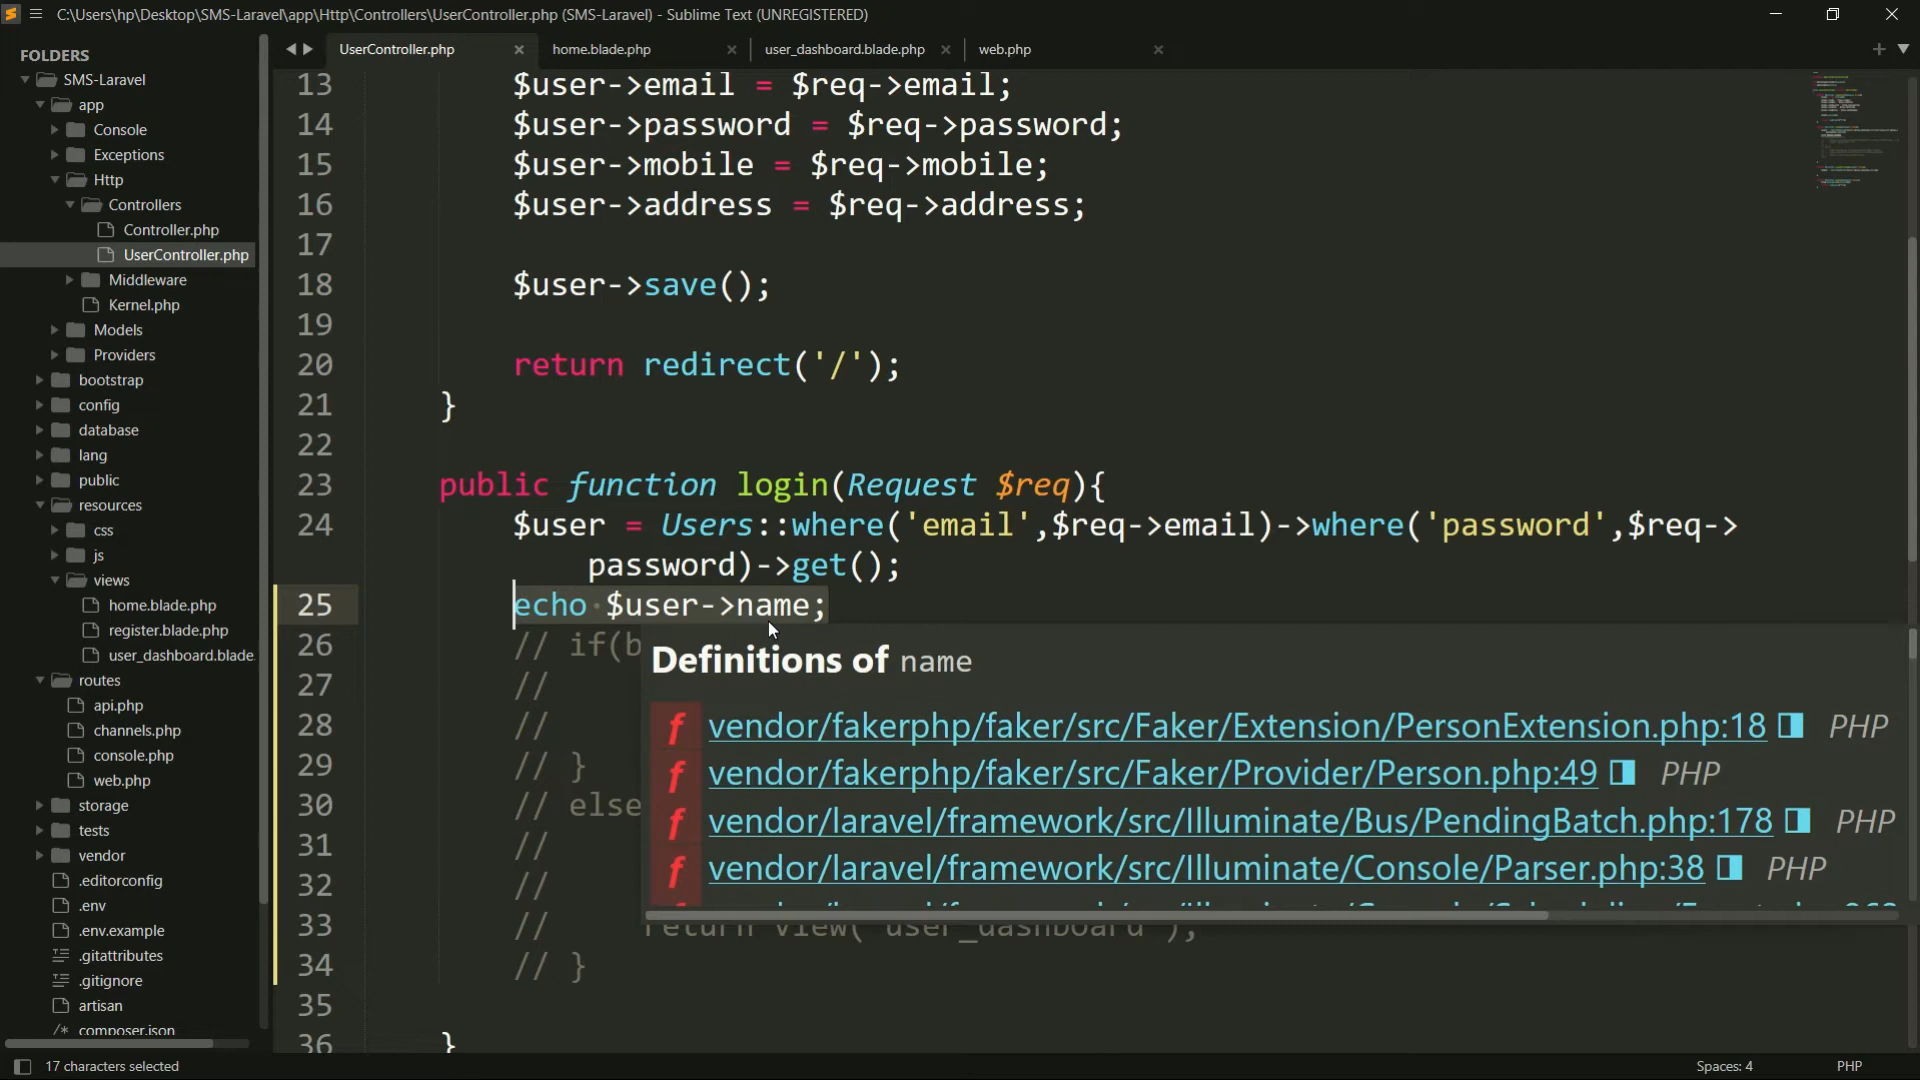 C:\Users\hp\Desktop\SMS-Laravel\app\Http\Controllers\UserController.php (SMS-Laravel) - Sublime Text (UNREGISTERED)
FOLDERS
SMS-Laravel
app
Console
Exceptions
Http
Controllers
Controller.php
UserController.php
Middleware
Kernel.php
Models
Providers
bootstrap
config
database
lang
public
resources
css
js
views
home.blade.php
register.blade.php
user_dashboard.blade.
routes
api.php
channels.php
console.php
web.php
storage
tests
vendor
.editorconfig
.env
.env.example
.gitattributes
.gitignore
artisan
/* composer.json
UserController.php home.blade.php user_dashboard.blade.php web.php
13 $user->email = $req->email;
14 $user->password = $req->password;
15 $user->mobile = $req->mobile;
16 $user->address = $req->address;
17
18 $user->save();
19
20 return redirect('/');
21 }
22
23 public function login(Request $req){
24 $user = Users::where('email',$req->email)->where('password',$req->
password)->get();
25 echo $user->name;
26 // if(b
27 //
28 //
29 // }
30 // else
31 //
32 //
33 // return view('user_dashboard');
34 // }
35
36 }
Definitions of name
f vendor/fakerphp/faker/src/Faker/Extension/PersonExtension.php:18 PHP
f vendor/fakerphp/faker/src/Faker/Provider/Person.php:49 PHP
f vendor/laravel/framework/src/Illuminate/Bus/PendingBatch.php:178 PHP
f vendor/laravel/framework/src/Illuminate/Console/Parser.php:38 PHP
17 characters selected
Spaces: 4
PHP